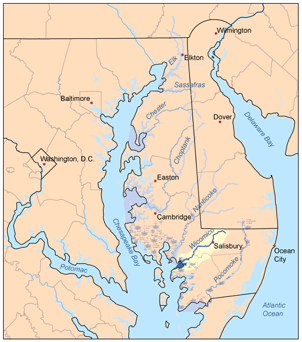 Wilmington
Elk
Elkton
Sassafras
Baltimore
Chester
Dover
Delaware Bay
Choptank
Washington, D.C.
Easton
Nanticoke
Cambridge
Chesapeake Bay
Wicomico
Salisbury
Ocean
City
Pocomoke
Potomac
Atlantic
Ocean